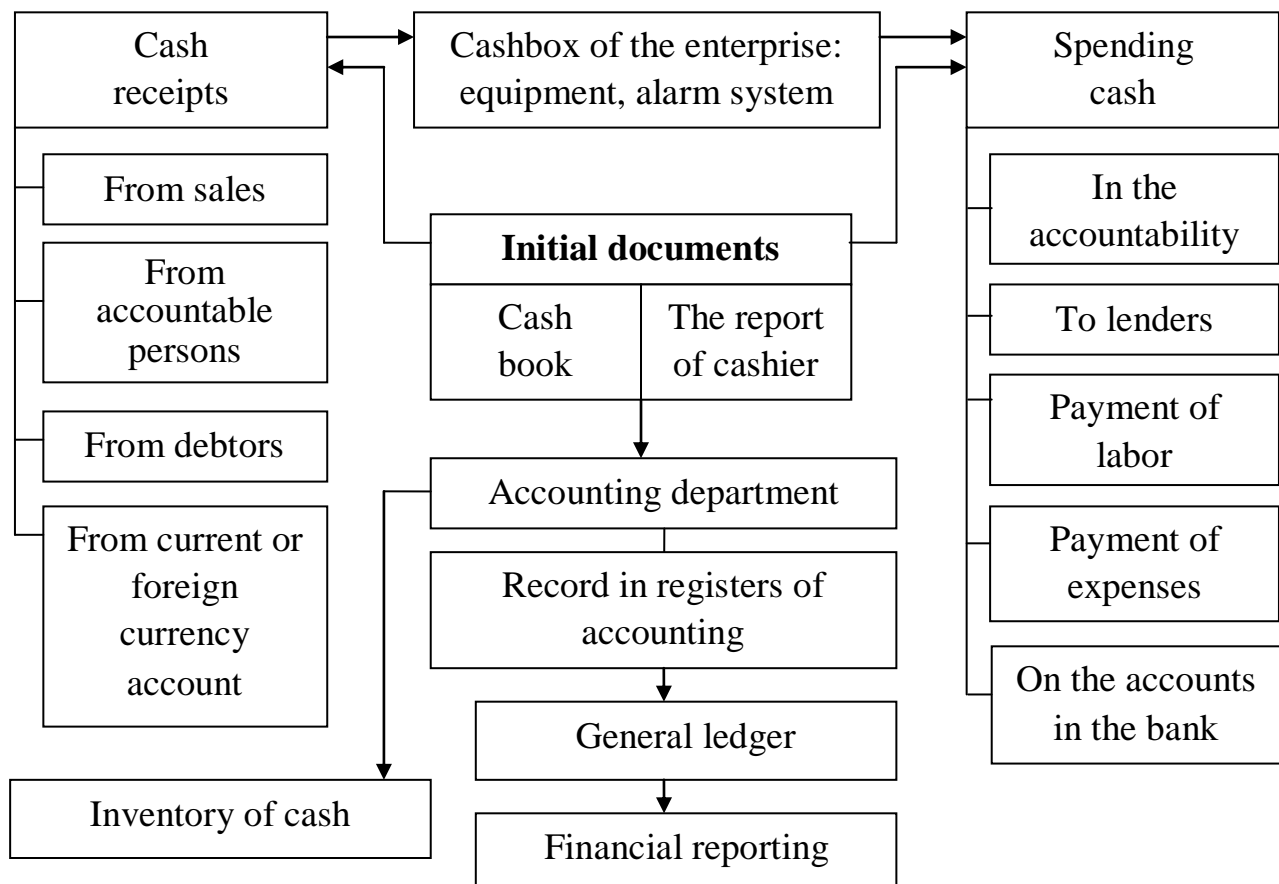 Cash
receipts
Cashbox of the enterprise:
equipment, alarm system
Spending
cash
From sales
From
accountable
persons
From debtors
From current or
foreign
currency
account
Initial documents
Cash
book
The report
of cashier
Accounting department
Record in registers of
accounting
General ledger
Financial reporting
Inventory of cash
In the
accountability
To lenders
Payment of
labor
Payment of
expenses
On the accounts
in the bank